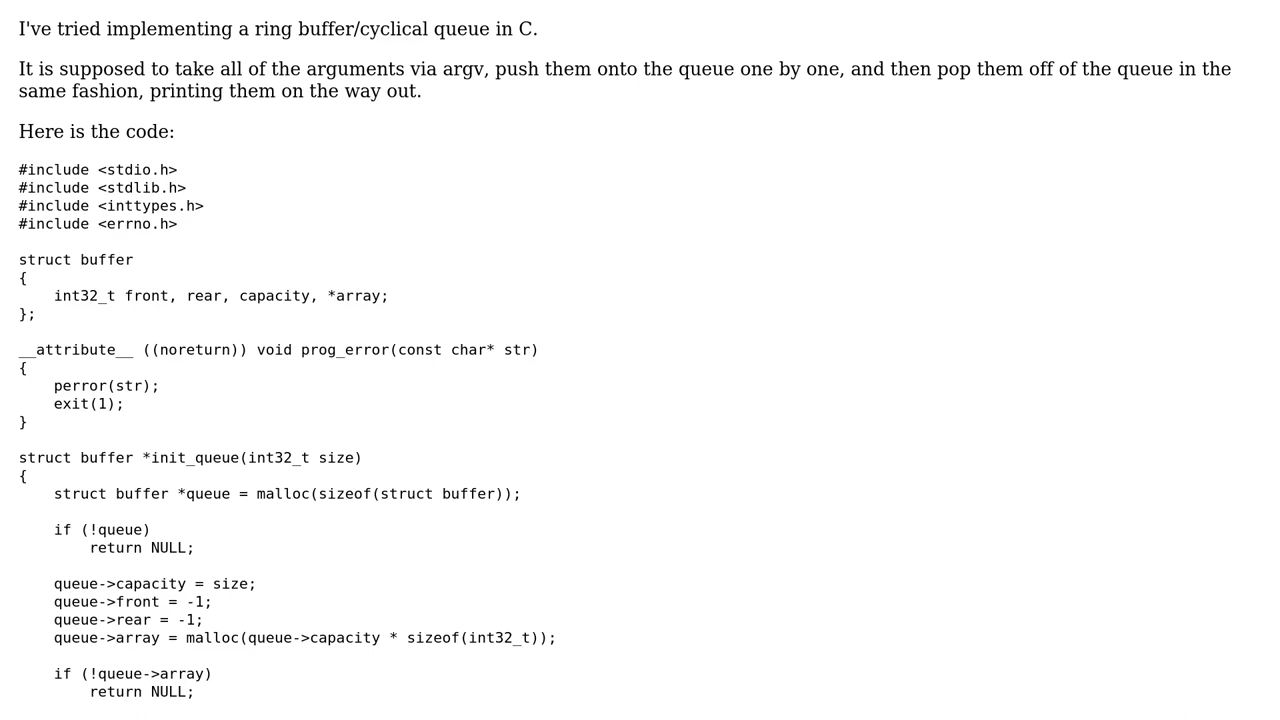 I've tried implementing a ring buffer/cyclical queue in C.
It is supposed to take all of the arguments via argv, push them onto the queue one by one, and then pop them off of the queue in the
same fashion, printing them on the way out.
Here is the code:
#include <stdio.h>
#include <stdlib.h>
#include <inttypes.h>
#include <errno.h>
struct buffer
{
    int32_t front, rear, capacity, *array;
};
__attribute__ ((noreturn)) void prog_error(const char* str)
{
    perror(str);
    exit(1);
}
struct buffer *init_queue(int32_t size)
{
    struct buffer *queue = malloc(sizeof(struct buffer));
    if (!queue)
        return NULL;
    queue->capacity = size;
    queue->front = -1;
    queue->rear = -1;
    queue->array = malloc(queue->capacity * sizeof(int32_t));
    if (!queue->array)
        return NULL;